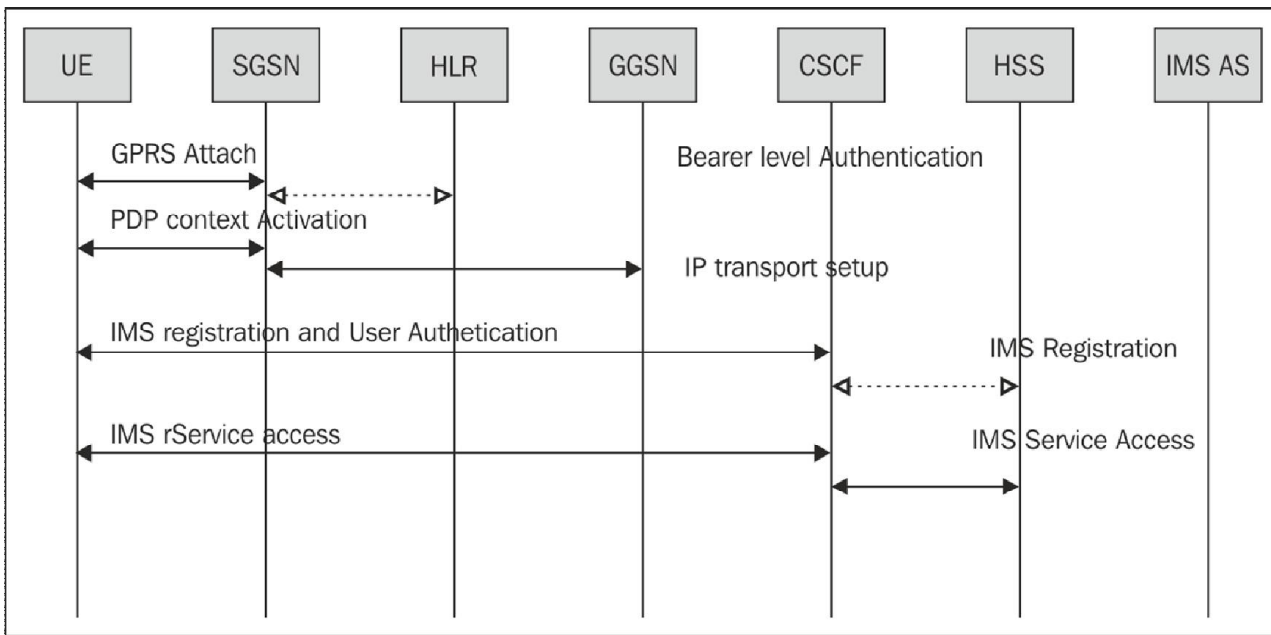 UE SGSN HLR GGSN CSCF HSS IMS AS
GPRS Attach
Bearer level Authentication
PDP context Activation
IP transport setup
IMS registration and User Authetication
IMS Registration
IMS rService access
IMS Service Access